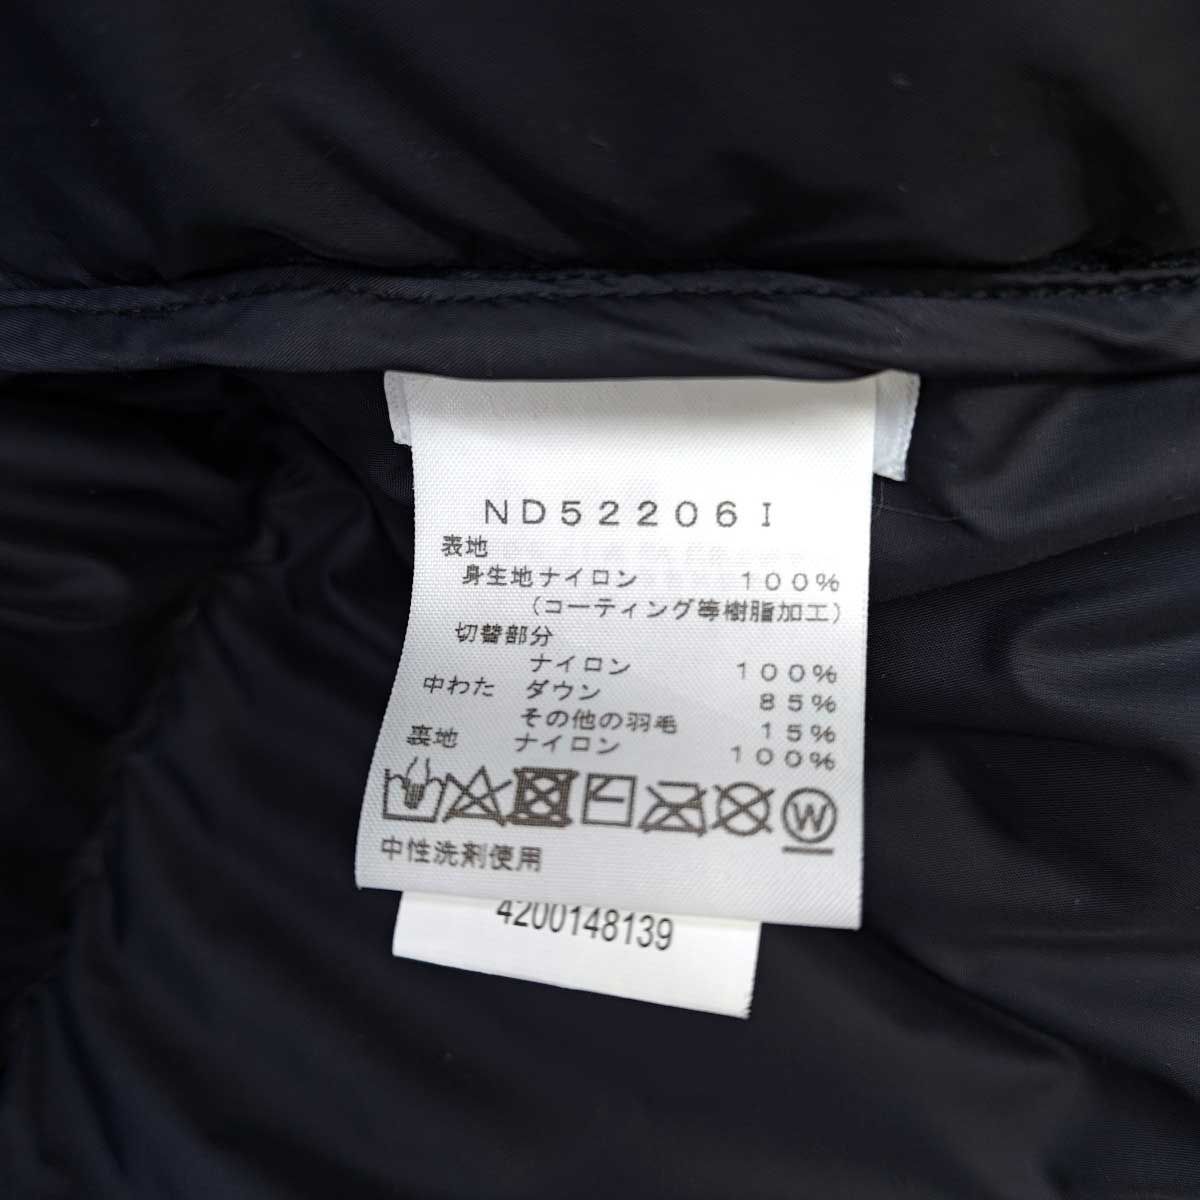 ND52206I
表地
身生地ナイロン 100%
(コーティング等樹脂加工)
切替部分
ナイロン 100%
中わた ダウン 85%
その他の羽毛 15%
裏地 ナイロン 100%
W
中性洗剤使用
4200148139